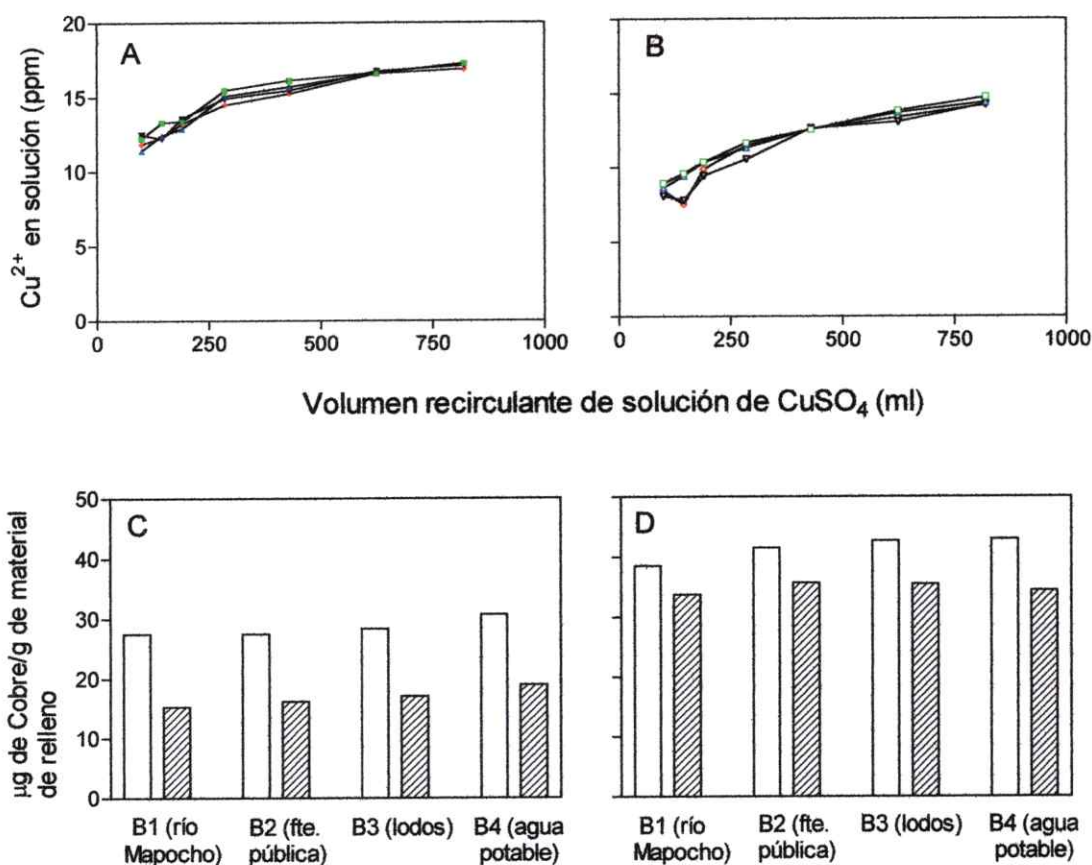 A
B
Cu2+ en solución (ppm)
20
15
10
5
0
0
250
500
750
1000
0
250
500
750
1000
Volumen recirculante de solución de CuSO4 (ml)
C
D
µg de Cobre/g de material
de relleno
50
40
30
20
10
0
B1 (río
Mapocho)
B2 (fte.
pública)
B3 (lodos)
B4 (agua
potable)
B1 (río
Mapocho)
B2 (fte.
pública)
B3 (lodos)
B4 (agua
potable)